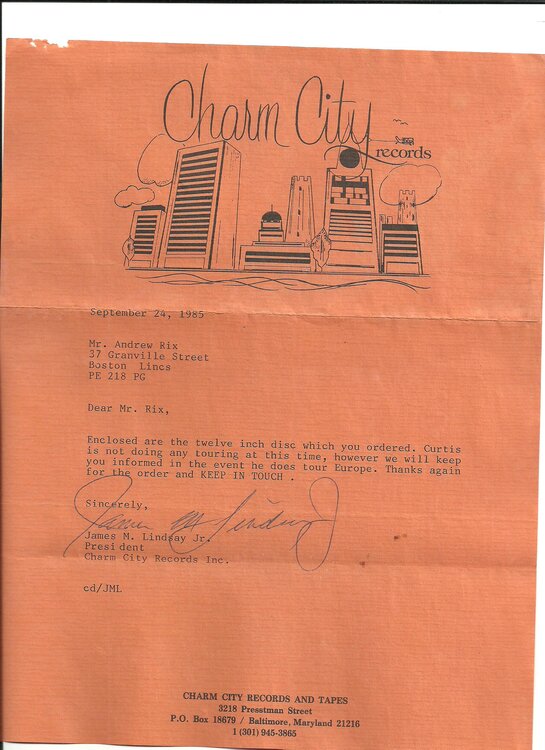 Charm City
records
September 24, 1985
Mr. Andrew Rix
37 Granville Street
Boston Lincs
PE 218 PG
Dear Mr. Rix,
Enclosed are the twelve inch disc which you ordered. Curtis
is not doing any touring at this time, however we will keep
you informed in the event he does tour Europe. Thanks again
for the order and KEEP IN TOUCH .
Sincerely,
James M. Lindsay J
James M. Lindsay Jr.
President
Charm City Records Inc.
cd/JML
CHARM CITY RECORDS AND TAPES
3218 Presstman Street
P.O. Box 18679 / Baltimore, Maryland 21216
1 (301) 945-3865